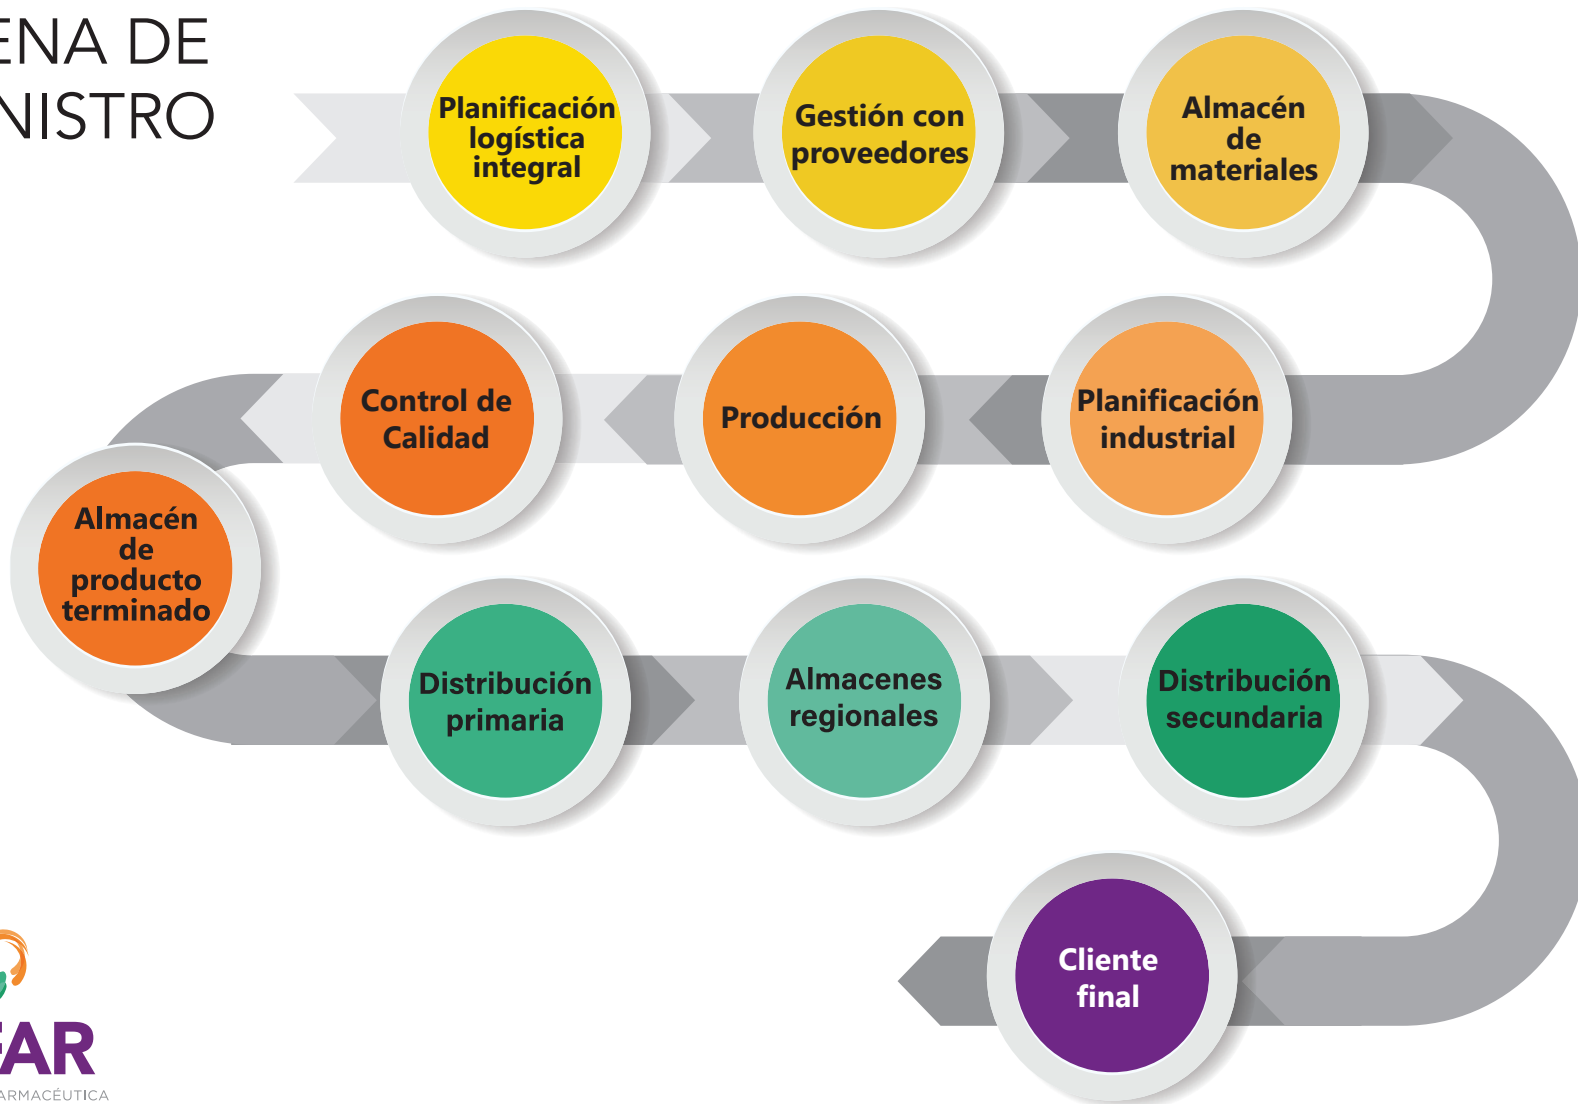 ENA DE
NISTRO
Planificación
logística
integral
Gestión con
proveedores
Almacén
de
materiales
Planificación
industrial
Producción
Control de
Calidad
Almacén
de
producto
terminado
Distribución
primaria
Almacenes
regionales
Distribución
secundaria
Cliente
final
FAR
ARMACÉUTICA